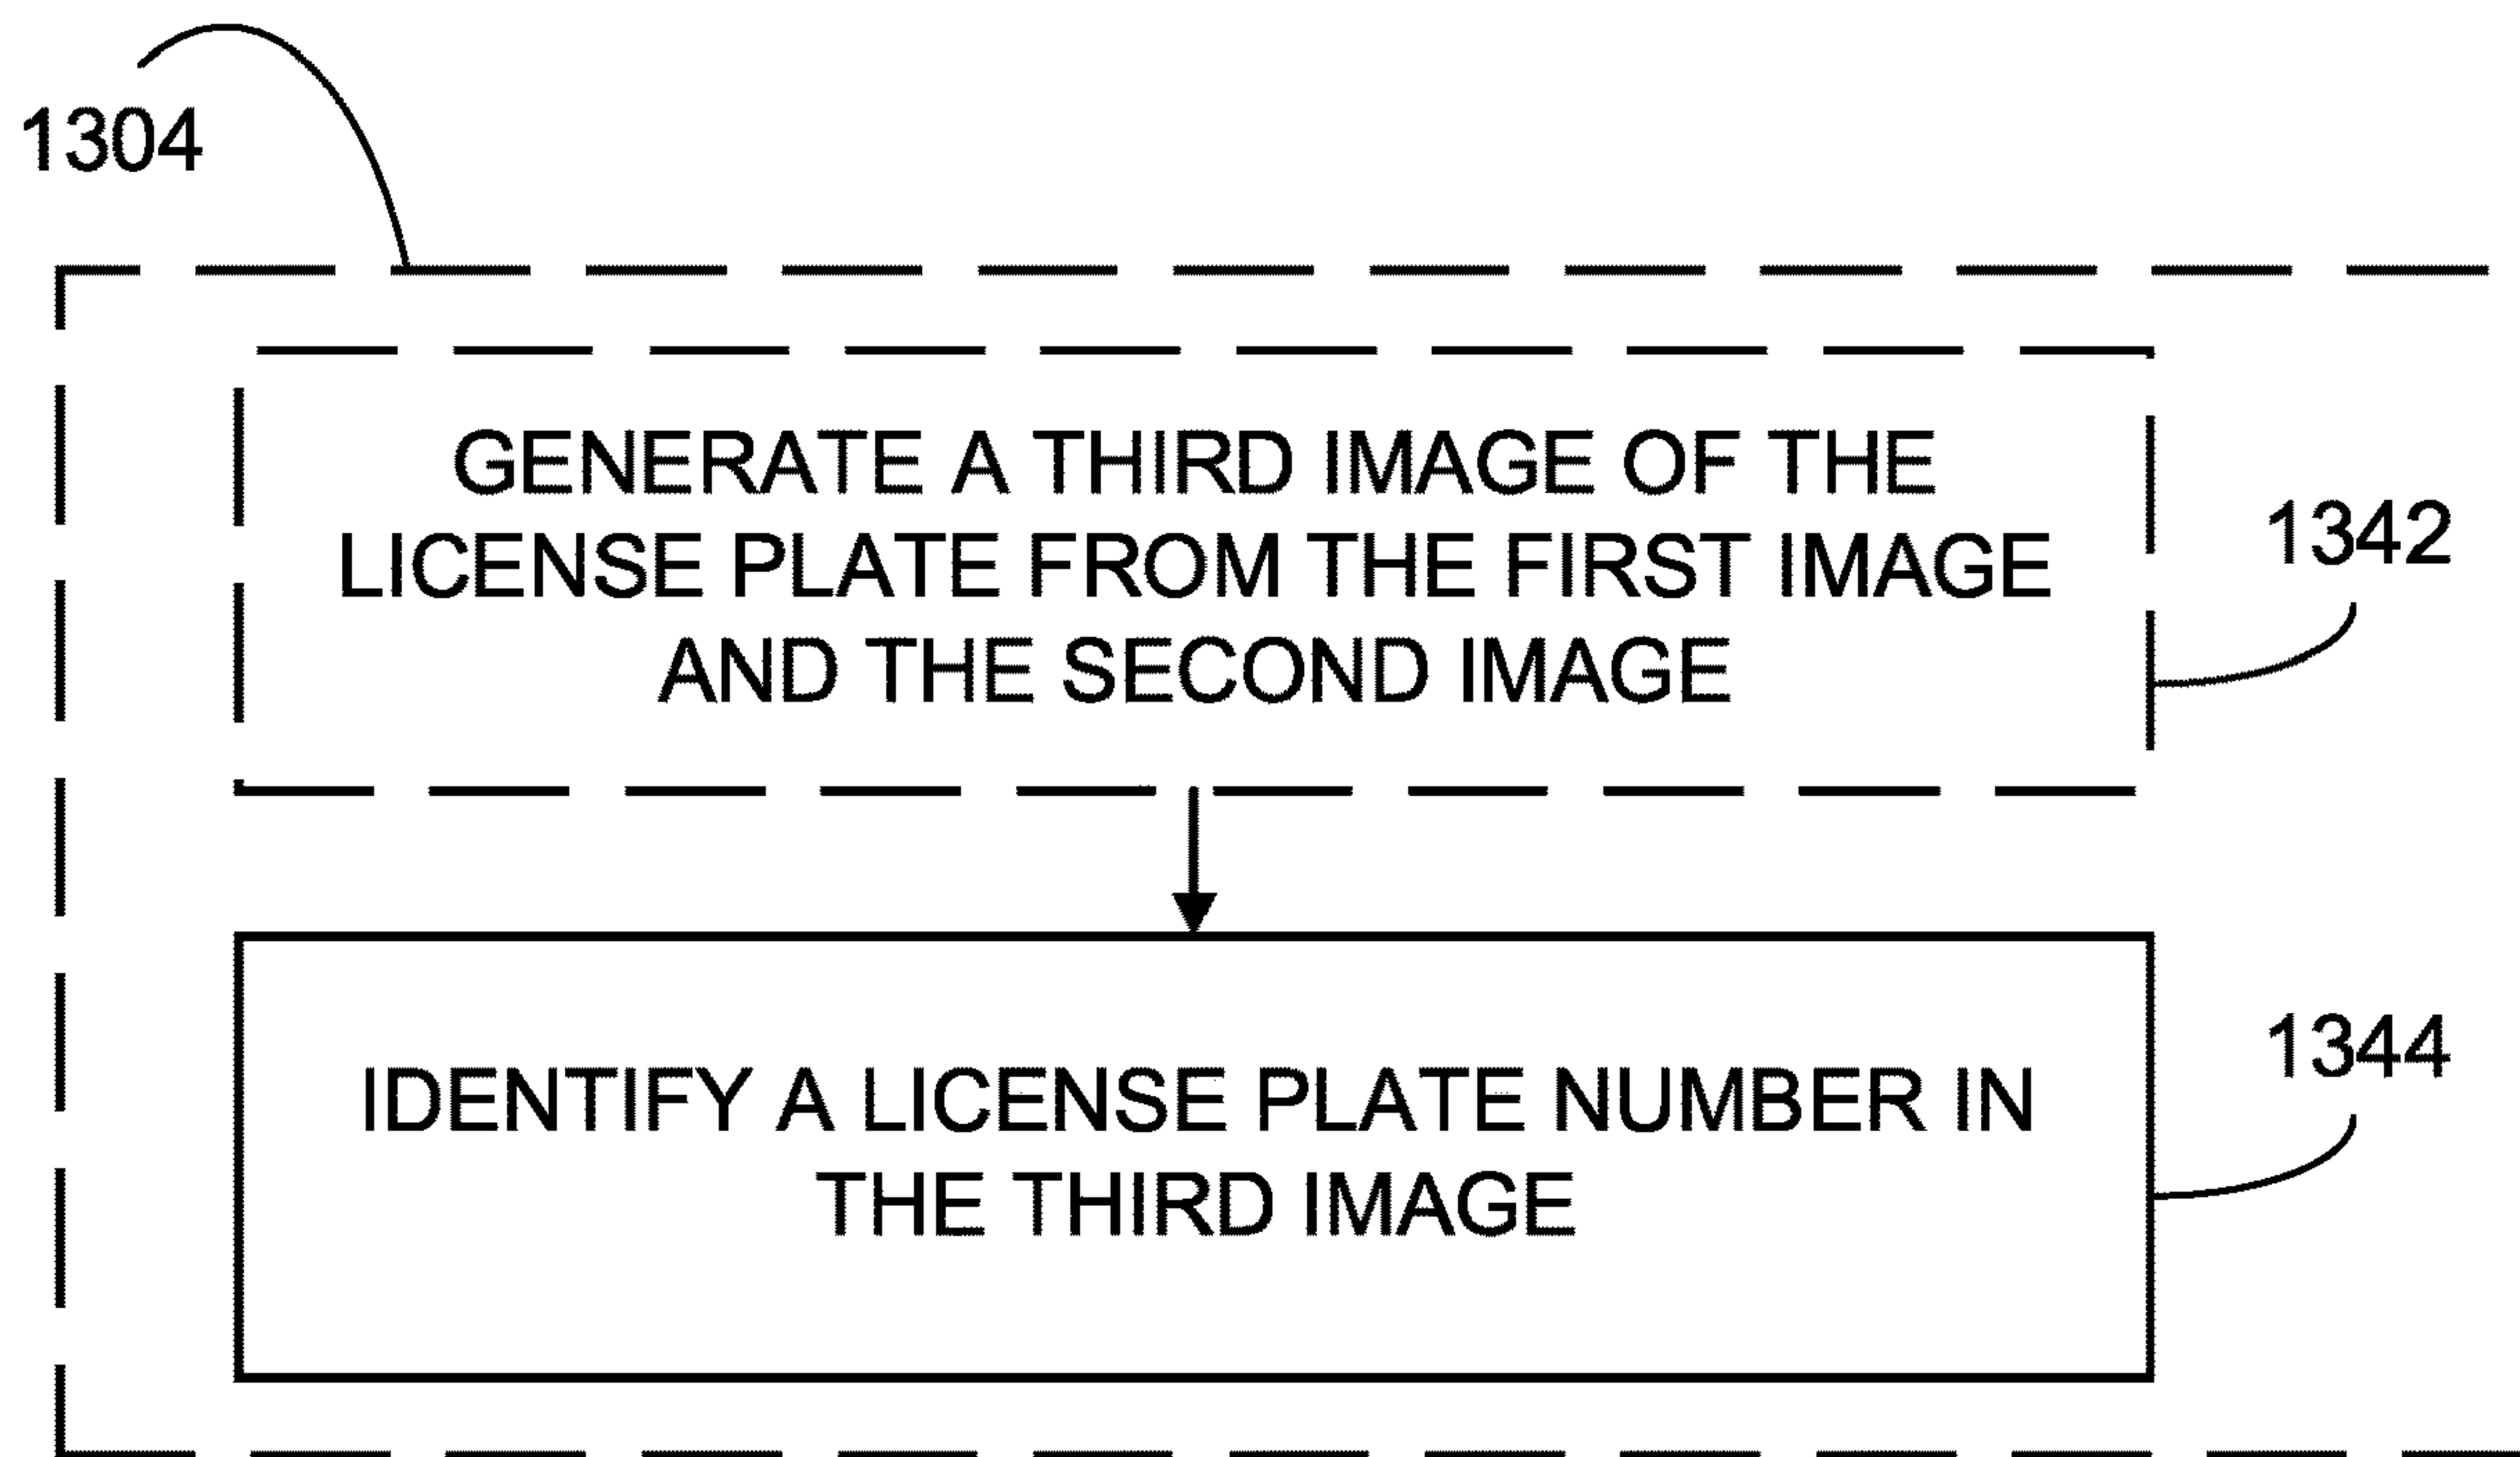 1304
GENERATE A THIRD IMAGE OF THE
LICENSE PLATE FROM THE FIRST IMAGE
AND THE SECOND IMAGE
1342
IDENTIFY A LICENSE PLATE NUMBER IN
THE THIRD IMAGE
1344